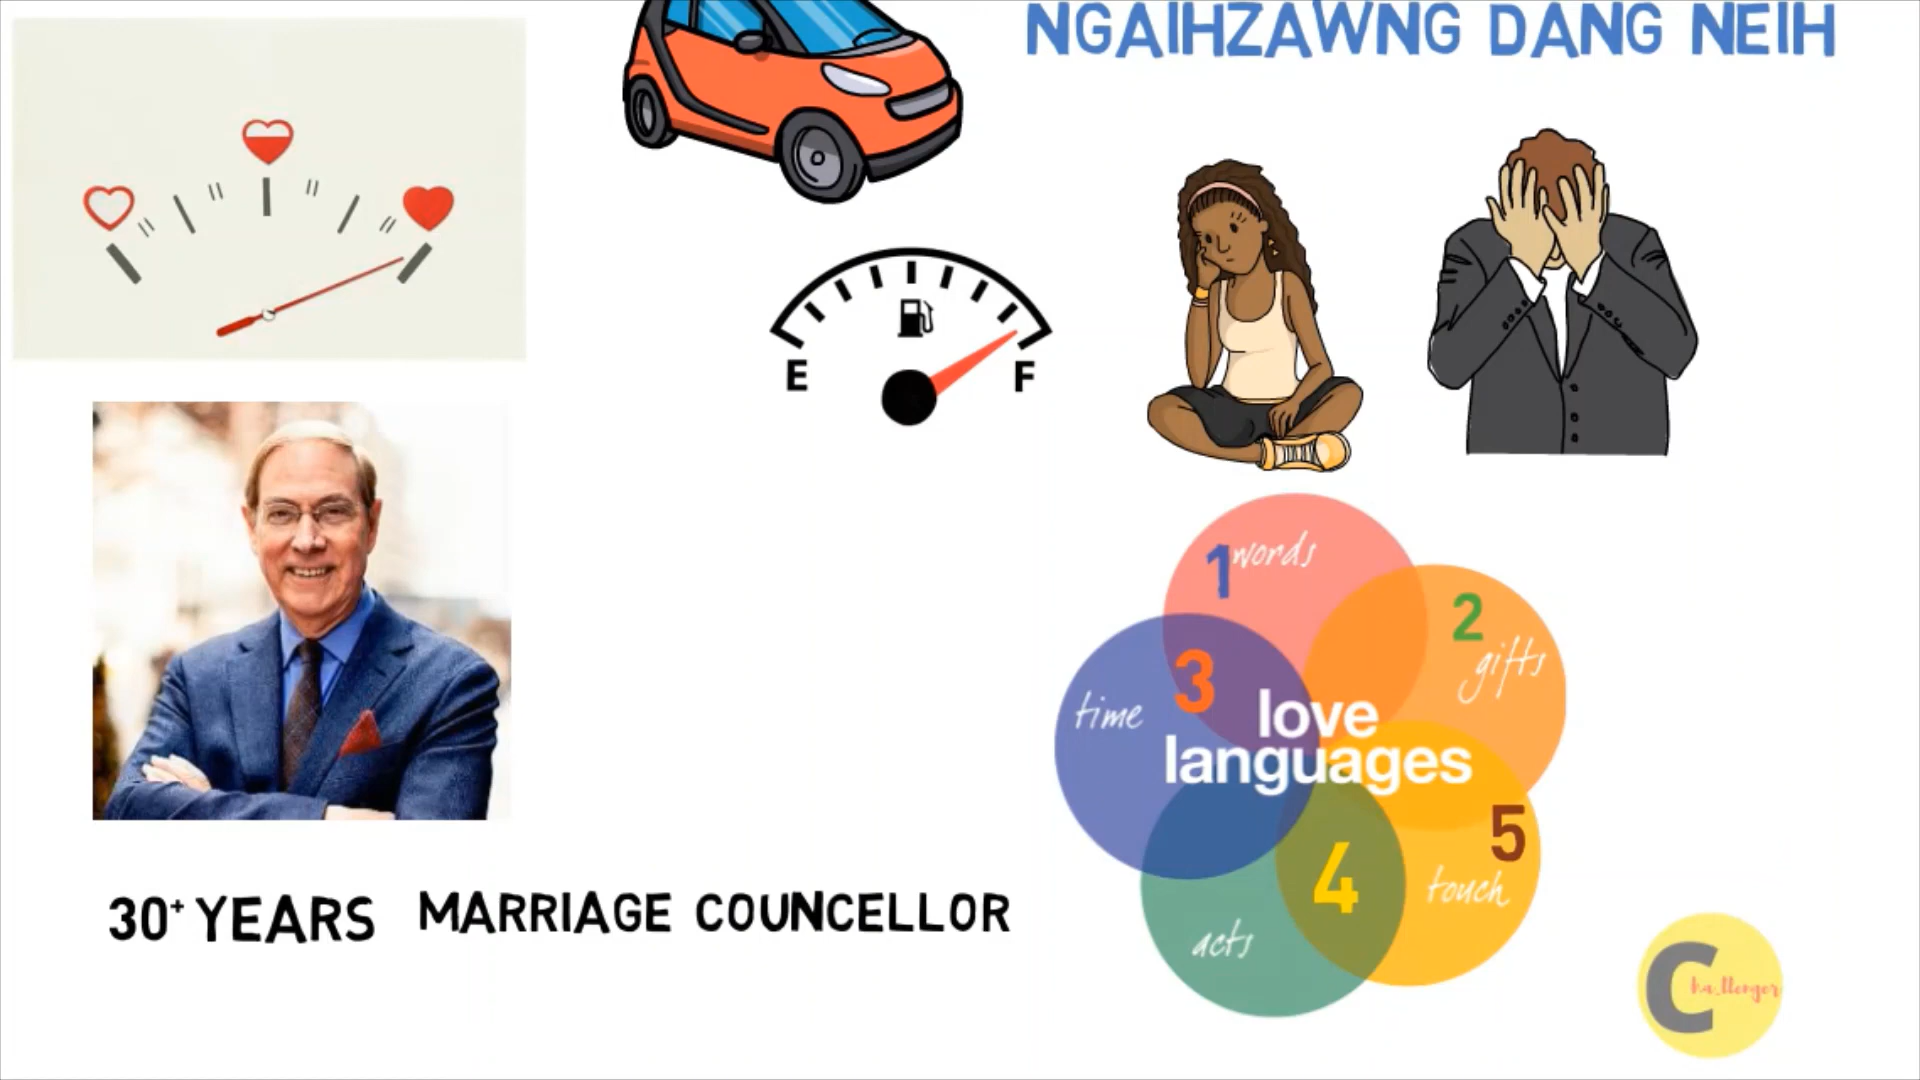 NGAIHZAWNG DANG NEIH
E
F
1 words
2
gifts
3
time
love
languages
5
4
touch
acts
30+ YEARS
MARRIAGE COUNCELLOR
Challenger